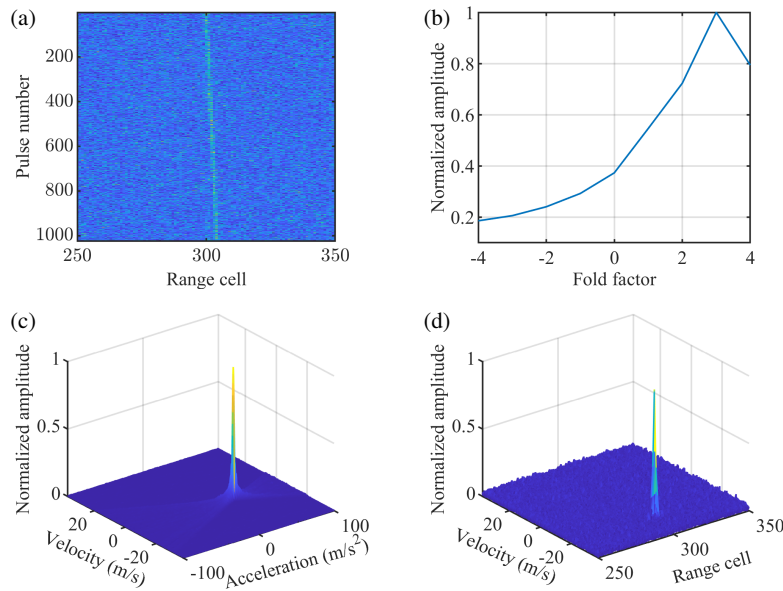 (a)
200
400
600
800
1000
Pulse number
250
300
350
Range cell
(b)
1
0.8
0.6
0.4
0.2
Normalized amplitude
-4
-2
0
2
4
Fold factor
(c)
1
0.5
0
Normalized amplitude
20
0
-20
Velocity (m/s)
-100
0
100
Acceleration (m/s²)
(d)
1
0.5
0
Normalized amplitude
20
0
-20
Velocity (m/s)
250
300
350
Range cell